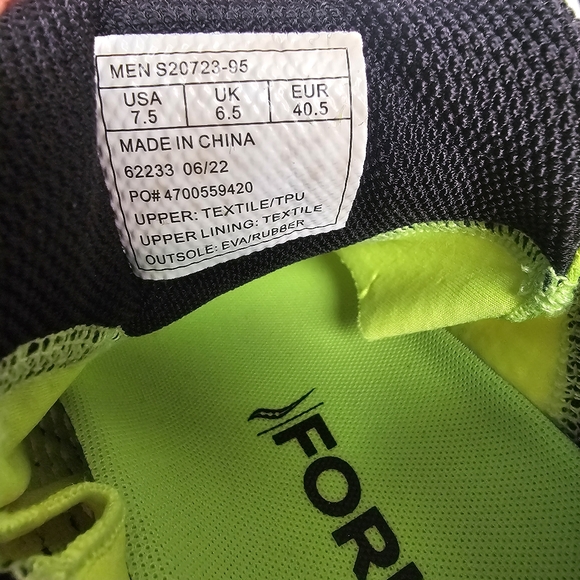 MEN S20723-95
USA UK EUR
7.5 6.5 40.5
MADE IN CHINA
62233 06/22
PO# 4700559420
UPPER: TEXTILE/TPU
UPPER LINING: TEXTILE
OUTSOLE: EVA/RUBBER